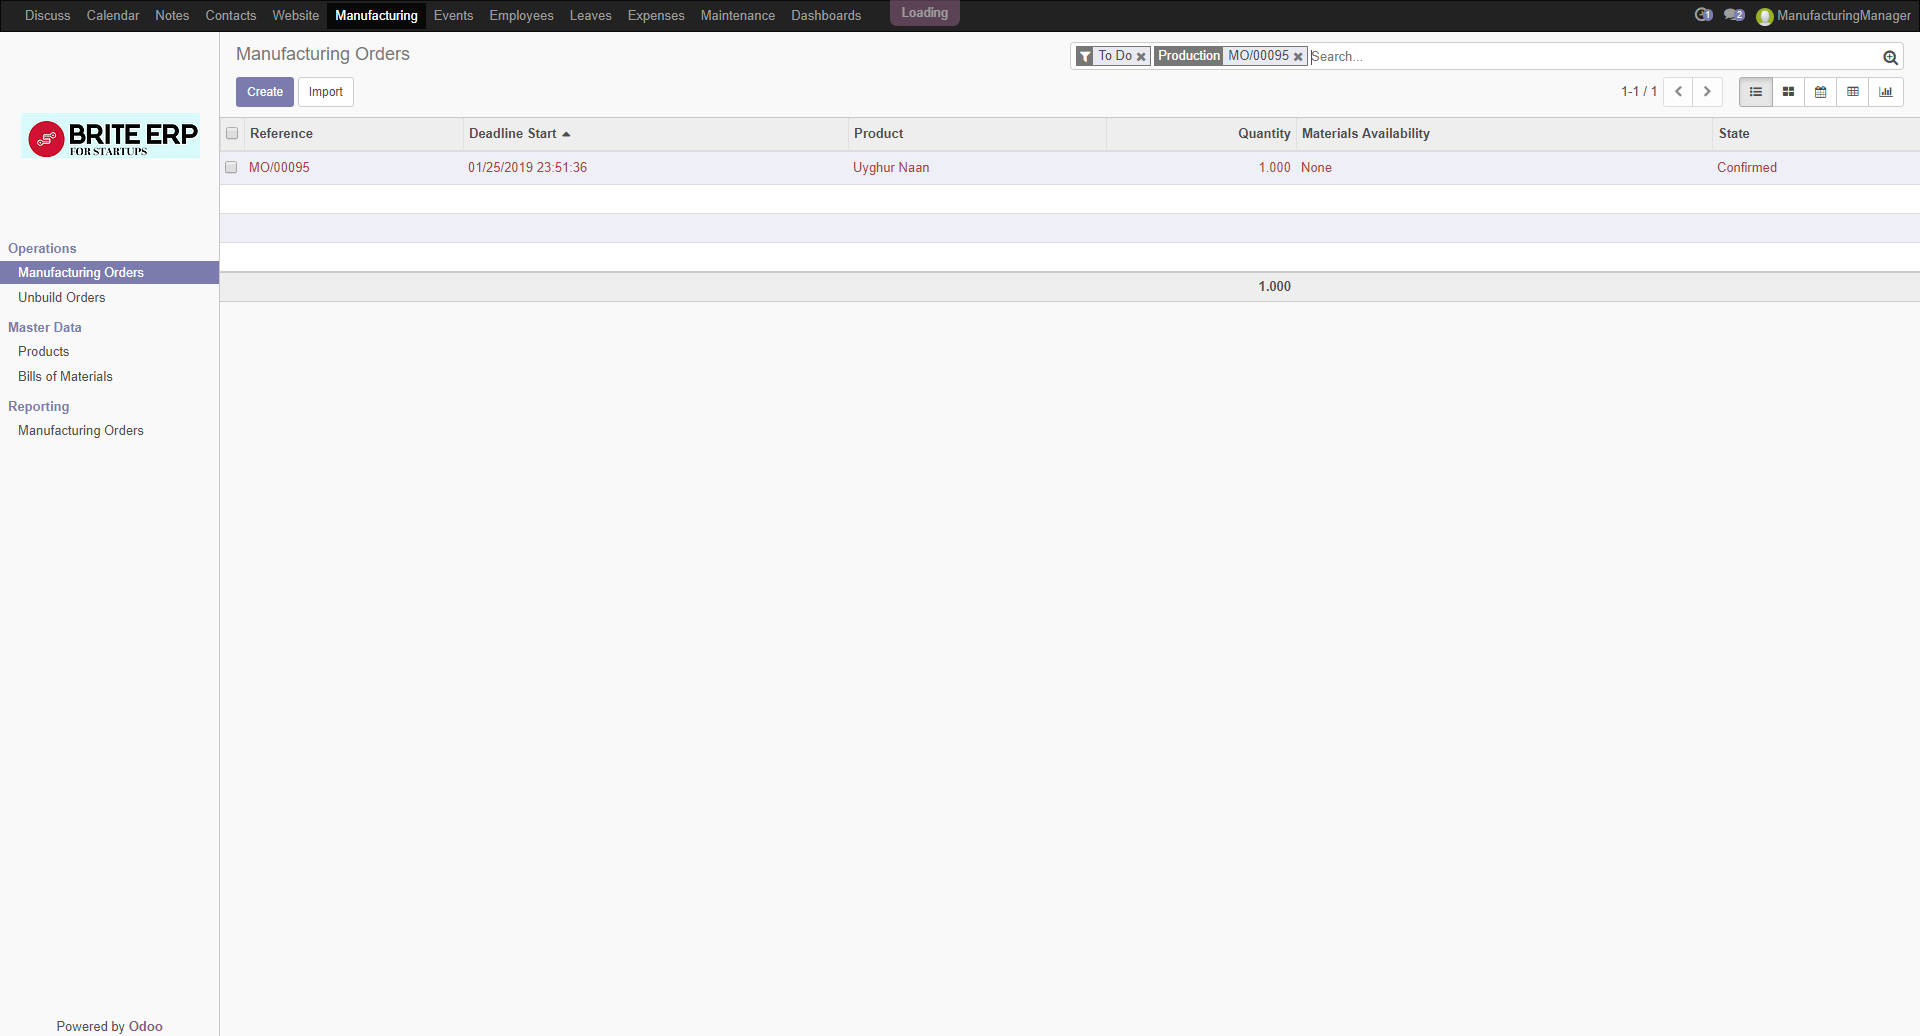 Discuss Calendar Notes Contacts Website Manufacturing Events Employees Leaves Expenses Maintenance Dashboards Loading 1 2 ManufacturingManager
Manufacturing Orders To Do Production MO/00095 Search...
Create Import 1-1 / 1
BRITE ERP
FOR STARTUPS
Reference Deadline Start Product Quantity Materials Availability State
MO/00095 01/25/2019 23:51:36 Uyghur Naan 1.000 None Confirmed
1.000
Operations
Manufacturing Orders
Unbuild Orders
Master Data
Products
Bills of Materials
Reporting
Manufacturing Orders
Powered by Odoo